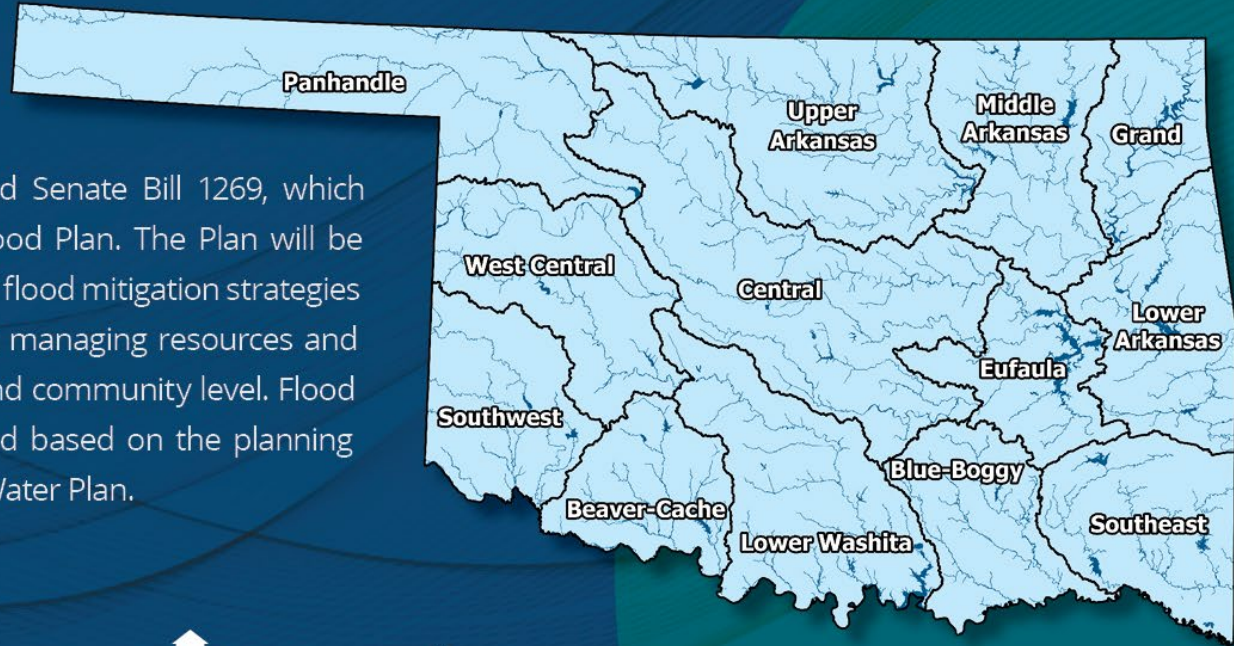 Panhandle
Upper
Arkansas
Middle
Arkansas
Grand
d Senate Bill 1269, which
ood Plan. The Plan will be
flood mitigation strategies
managing resources and
nd community level. Flood
d based on the planning
Water Plan.
West Central
Central
Lower
Arkansas
Eufaula
Southwest
Blue-Boggy
Beaver-Cache
Lower Washita
Southeast